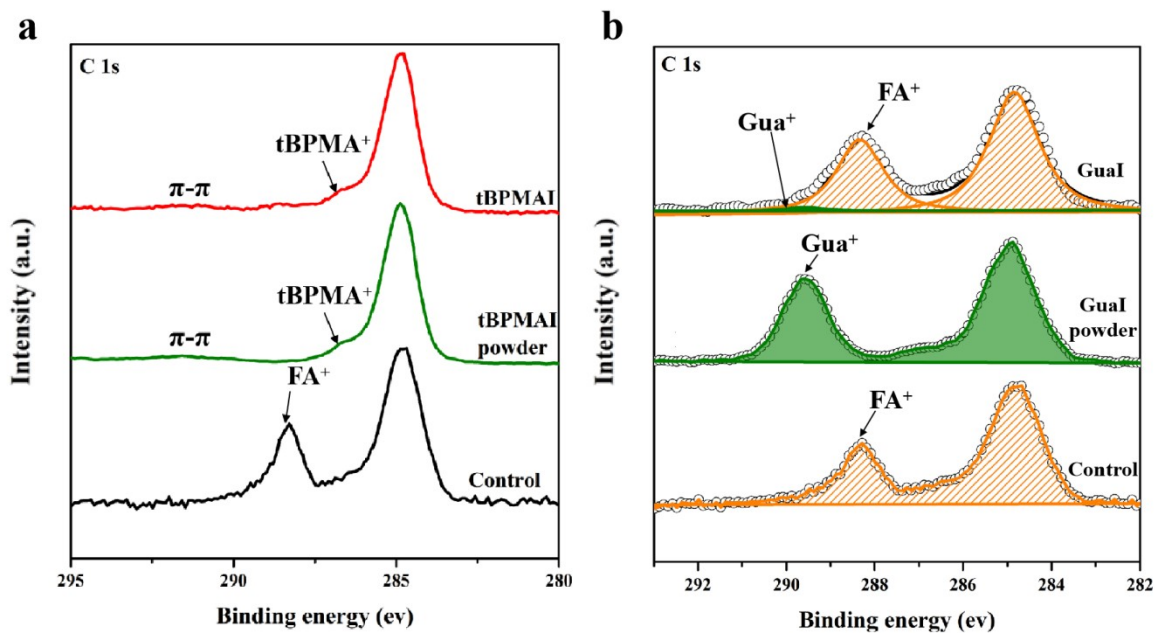 a
C 1s
tBPMA⁺
π-π
tBPMAI
tBPMA⁺
π-π
tBPMAI
powder
FA⁺
Control
Intensity (a.u.)
295
290
285
280
Binding energy (ev)
b
C 1s
FA⁺
Gua⁺
GuaI
Gua⁺
GuaI
powder
FA⁺
Control
Intensity (a.u.)
292
290
288
286
284
282
Binding energy (ev)